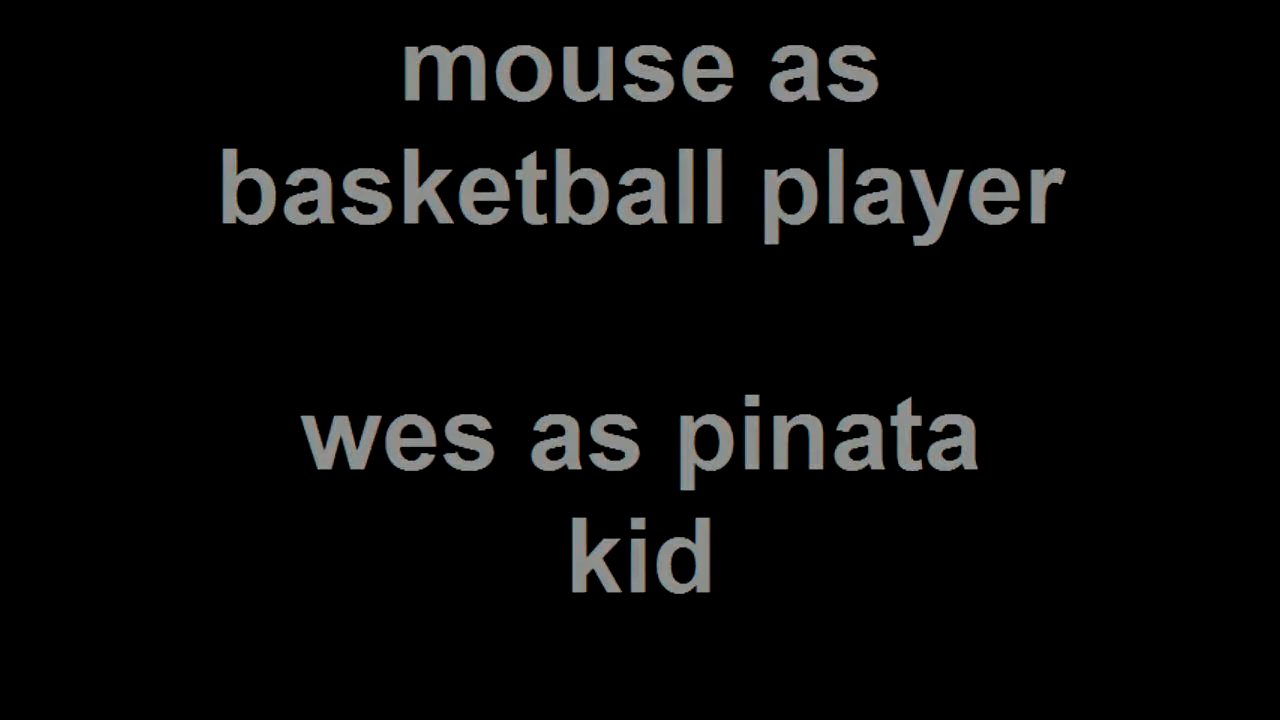 mouse as
basketball player
wes as pinata
kid